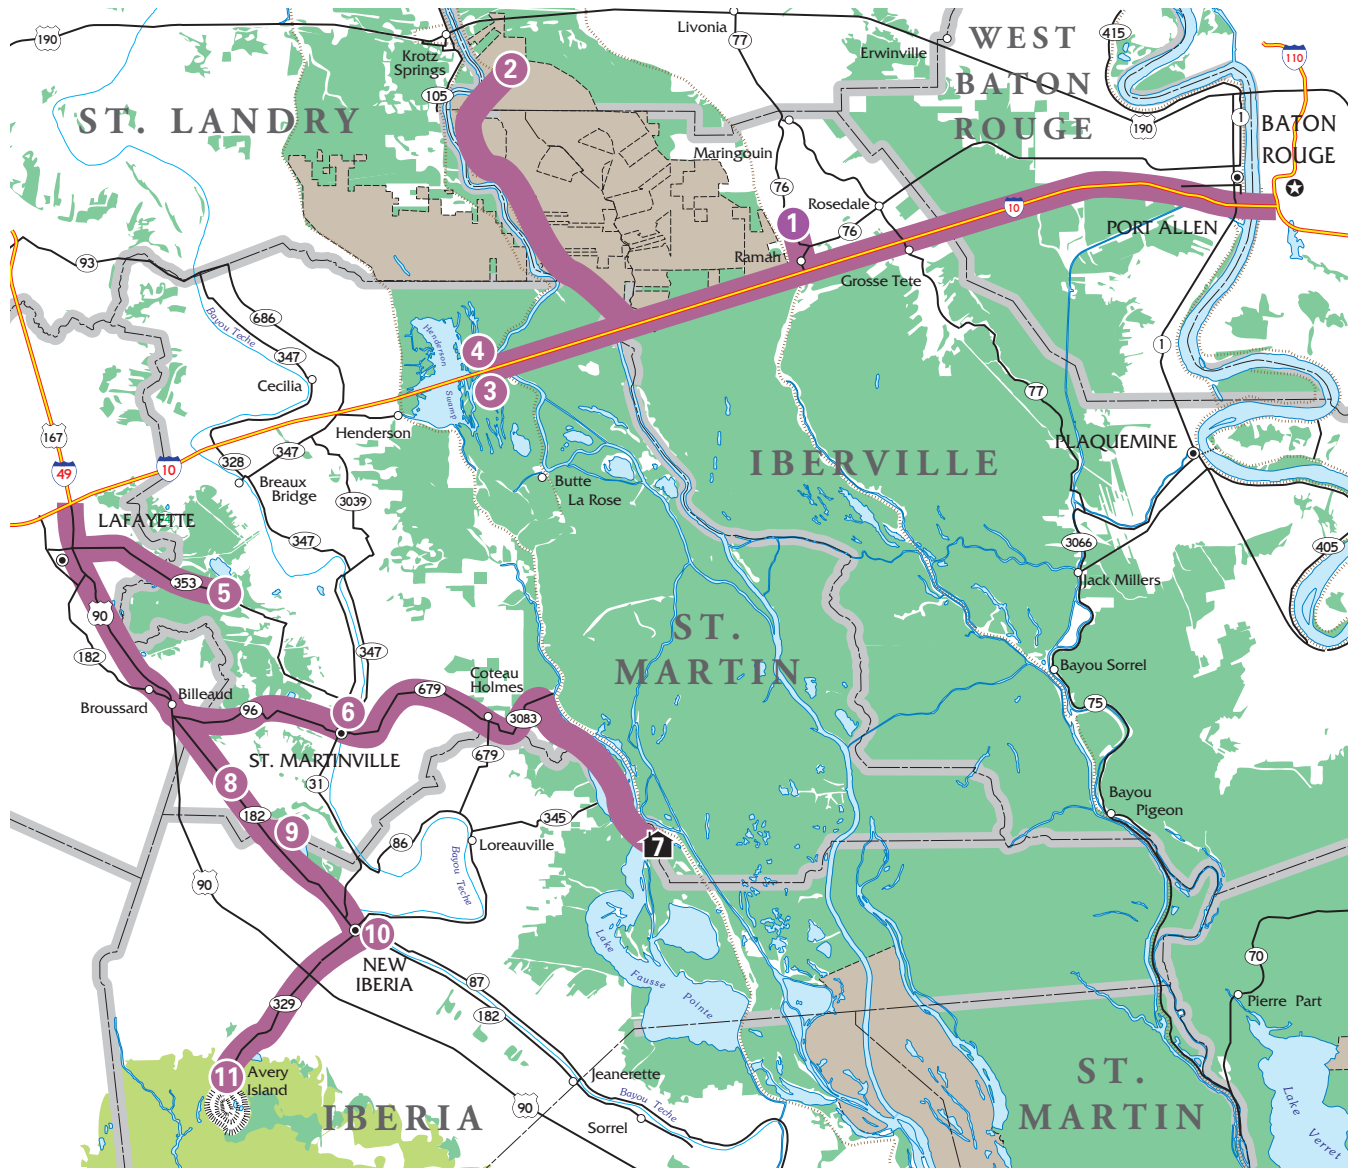 190
Krotz
Springs
105
2
Livonia
77
Erwinville
WEST
BATON
ROUGE
415
110
190
1
BATON
ROUGE
ST. LANDRY
Maringouin
76
Rosedale
1
76
10
PORT ALLEN
Ramah
Grosse Tete
93
686
Bayou Teche
347
Cecilia
Henderson
Swamp
4
3
1
77
167
Henderson
49
10
328
347
Breaux
Bridge
3039
Butte
La Rose
IBERVILLE
PLAQUEMINE
LAFAYETTE
347
3066
405
353
5
Jack Millers
90
182
347
ST.
MARTIN
Bayou Sorrel
Coteau
Holmes
Billeaud
Broussard
679
96
6
3083
75
ST. MARTINVILLE
679
8
31
182
9
345
Bayou
Pigeon
86
Loreauville
7
Bayou Teche
90
10
NEW
IBERIA
Lake
Fausse
Pointe
87
182
329
70
Pierre Part
11
Avery
Island
Jeanerette
Bayou Teche
90
Sorrel
IBERIA
ST.
MARTIN
Lake
Verret